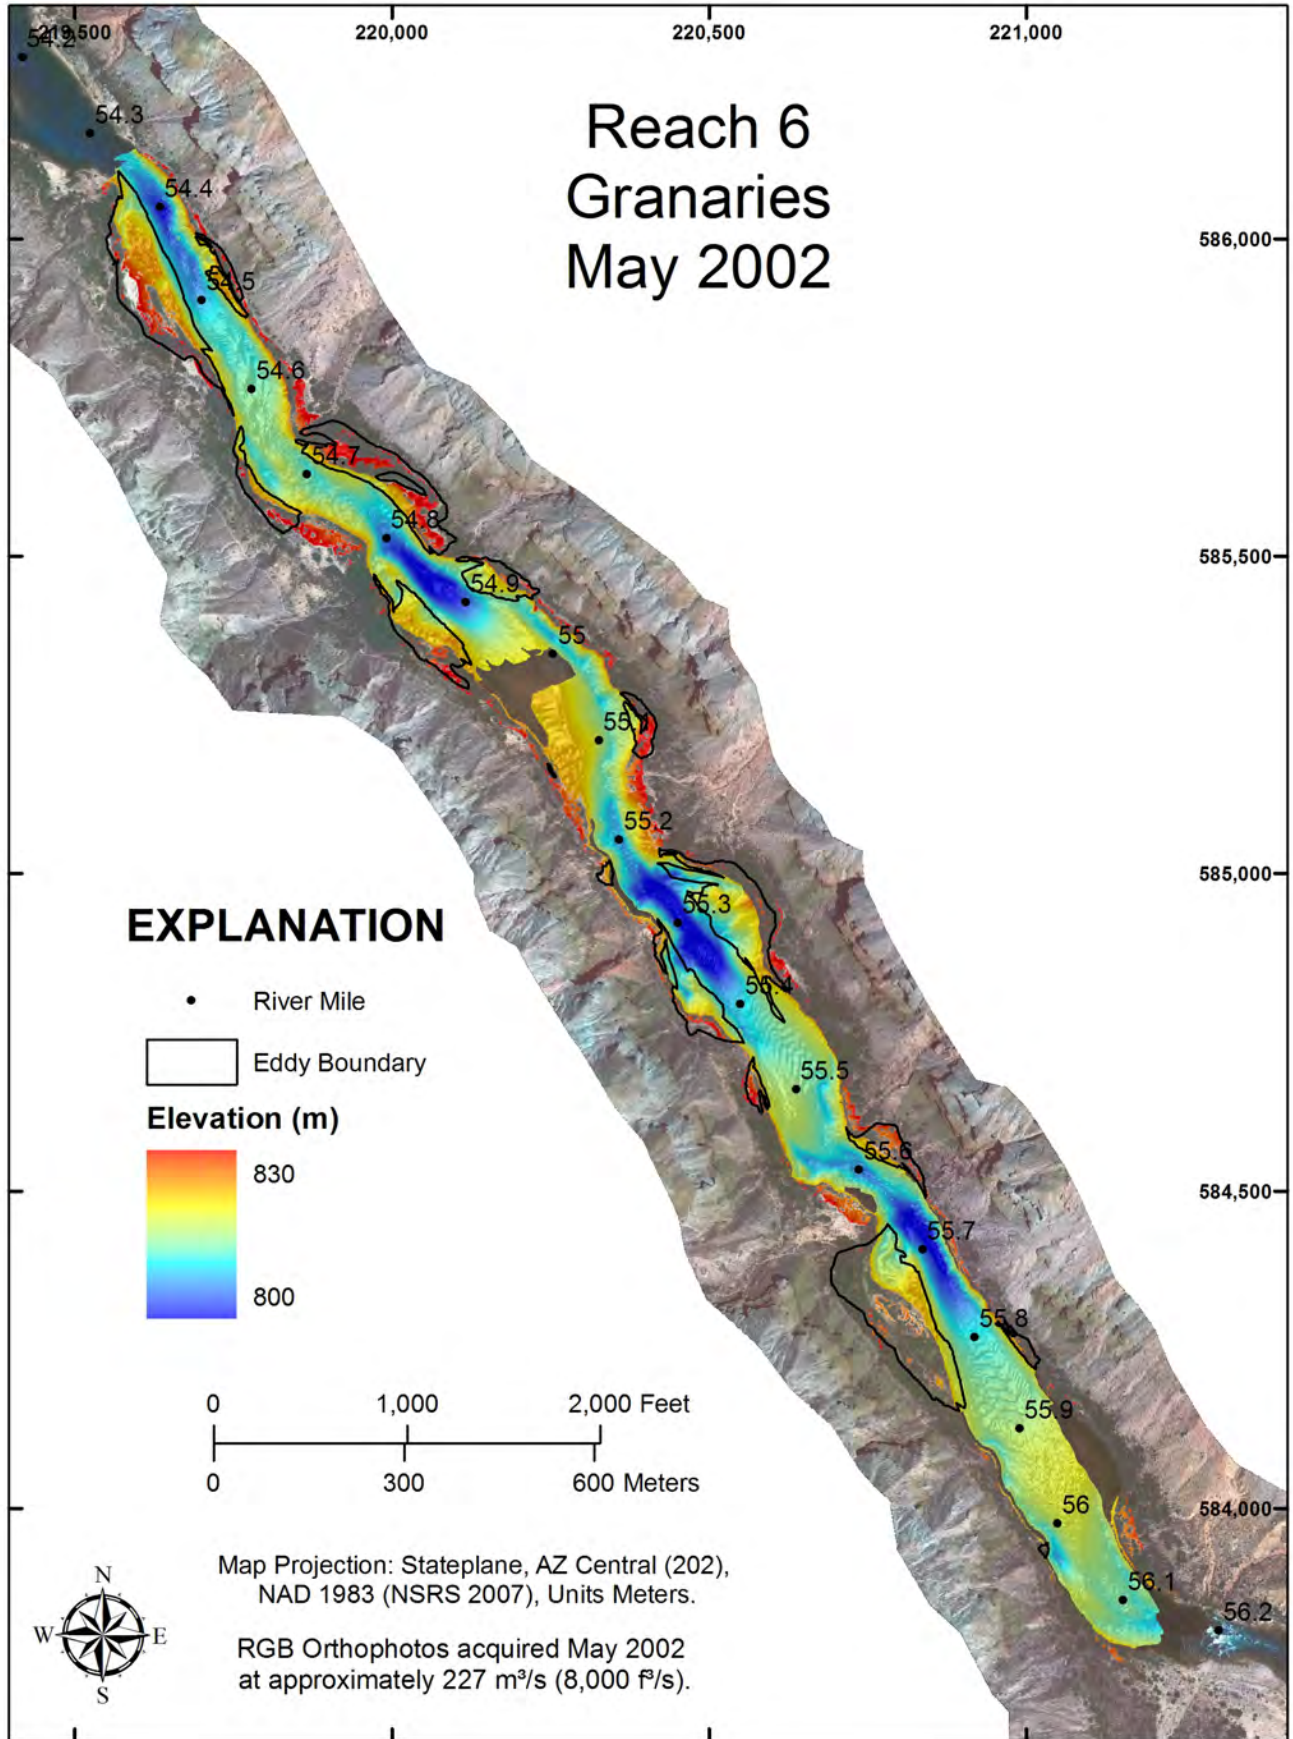 219,500
220,000
220,500
221,000
54.2
54.3
Reach 6
Granaries
May 2002
54.4
586,000
54.5
54.6
54.7
54.8
585,500
54.9
55
55.1
55.2
585,000
55.3
EXPLANATION
River Mile
55.4
Eddy Boundary
55.5
Elevation (m)
830
55.6
584,500
55.7
800
55.8
0 1,000 2,000 Feet
55.9
0 300 600 Meters
56
584,000
Map Projection: Stateplane, AZ Central (202),
NAD 1983 (NSRS 2007), Units Meters.
56.1
56.2
N
W E
S
RGB Orthophotos acquired May 2002
at approximately 227 m³/s (8,000 f³/s).